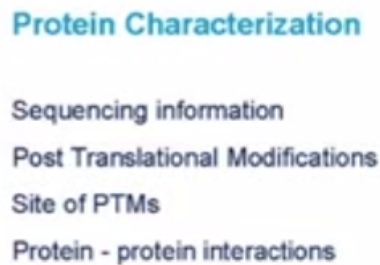 Protein Characterization
Sequencing information
Post Translational Modifications
Site of PTMs
Protein - protein interactions